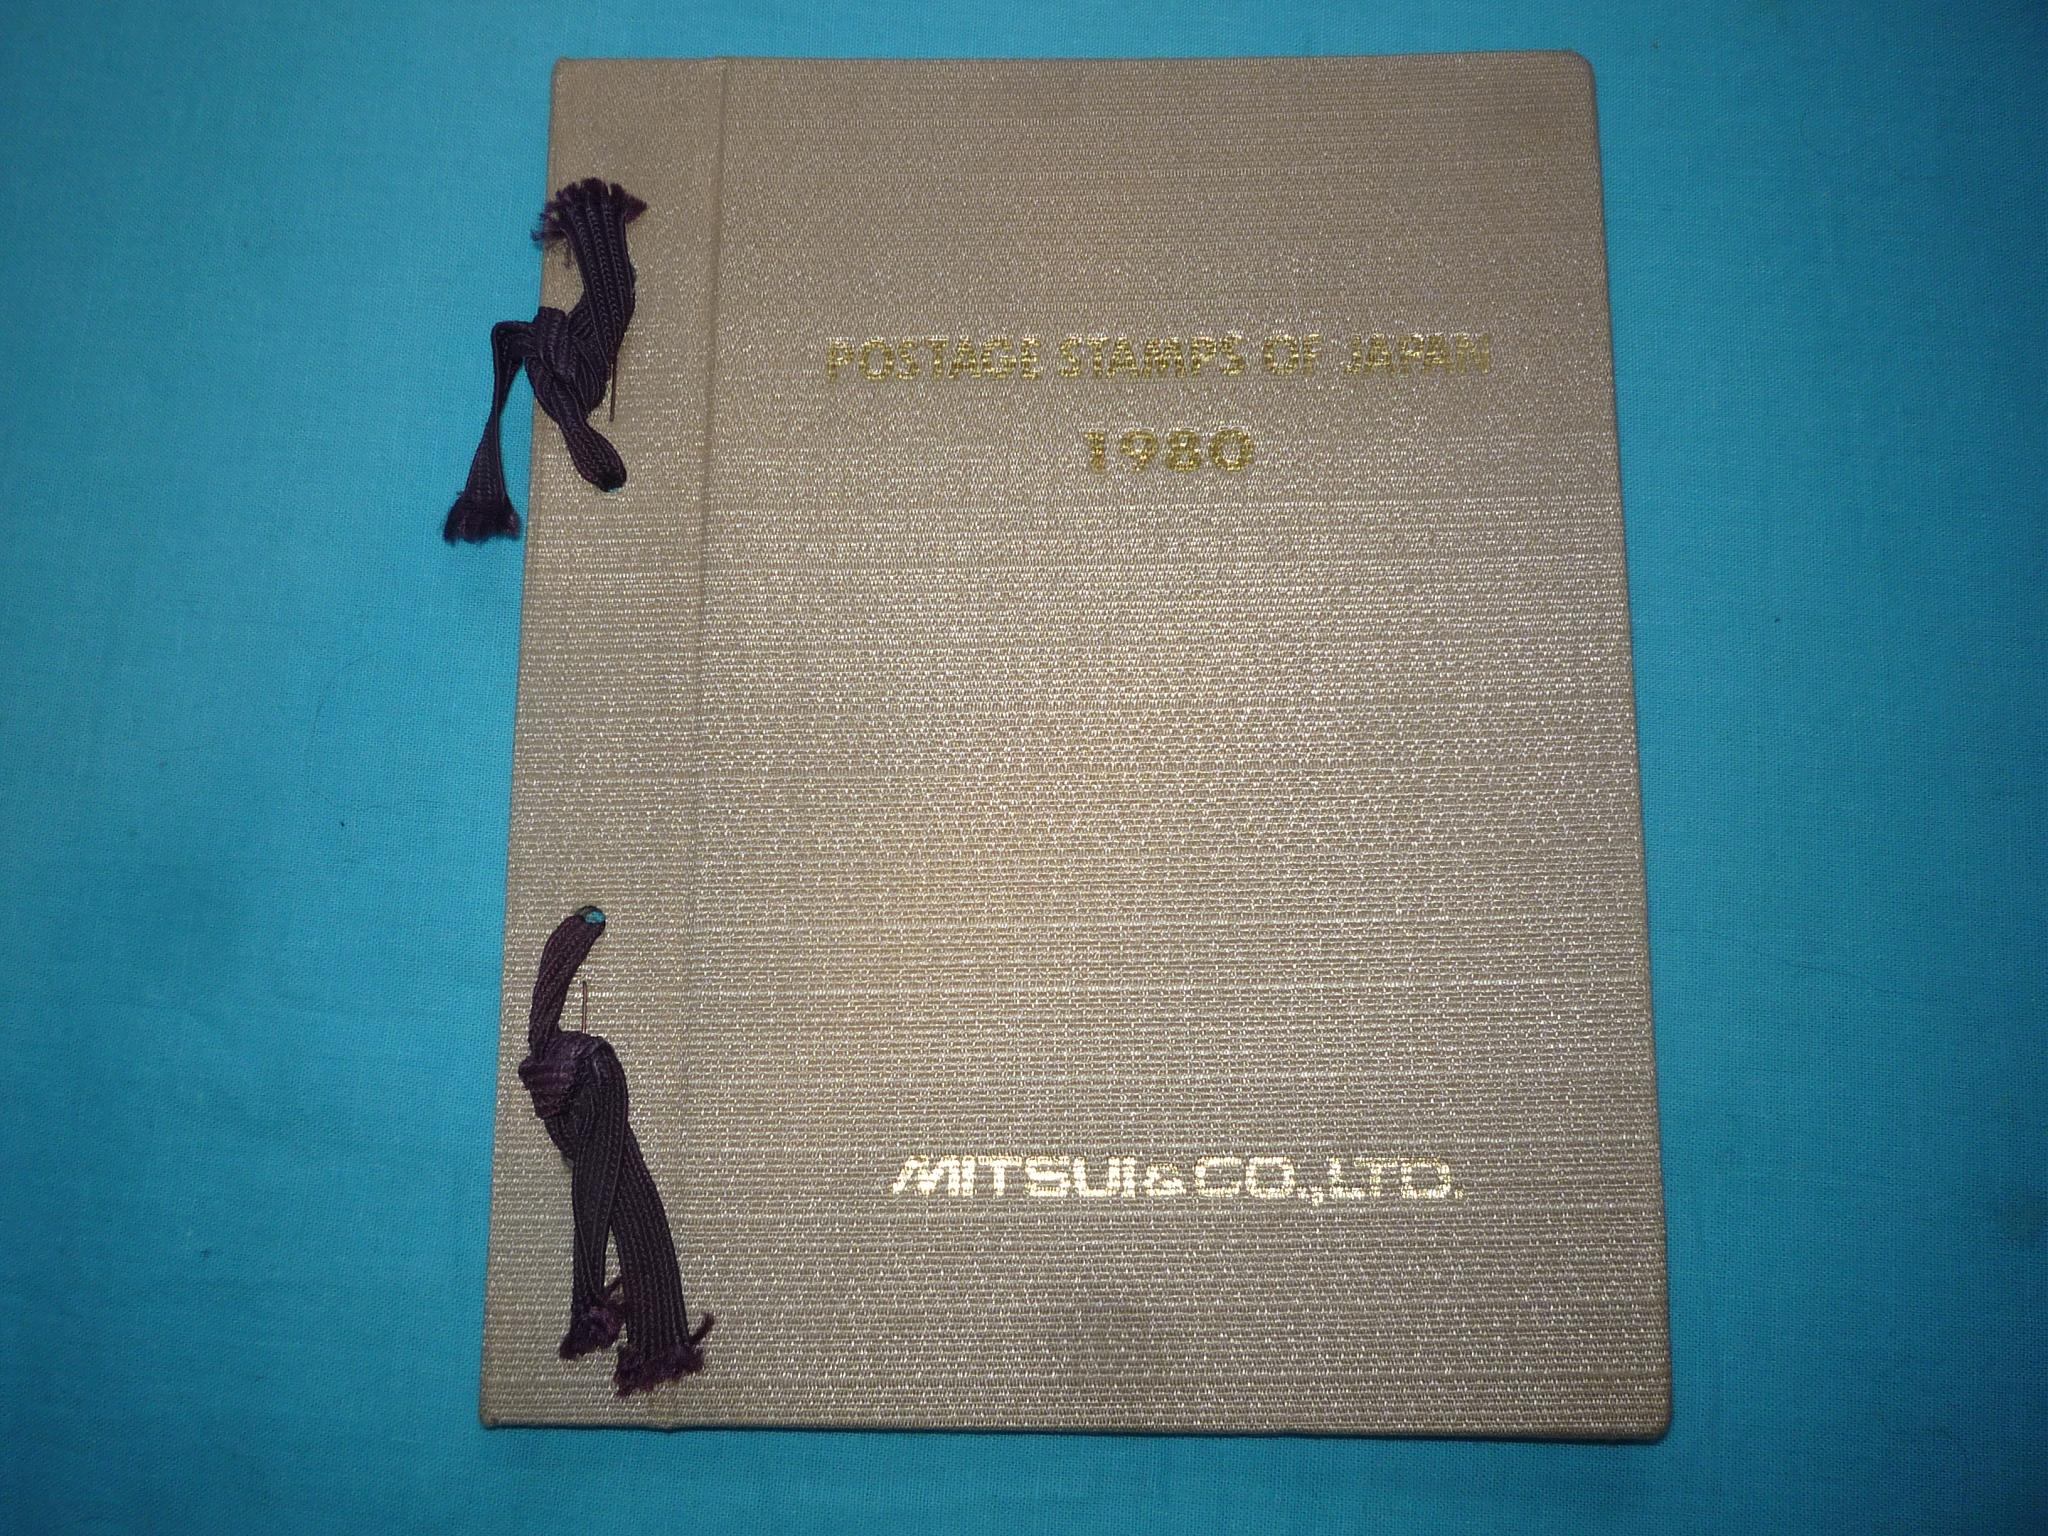 POSTAGE STAMPS OF JAPAN
1980
MITSUI & CO., LTD.